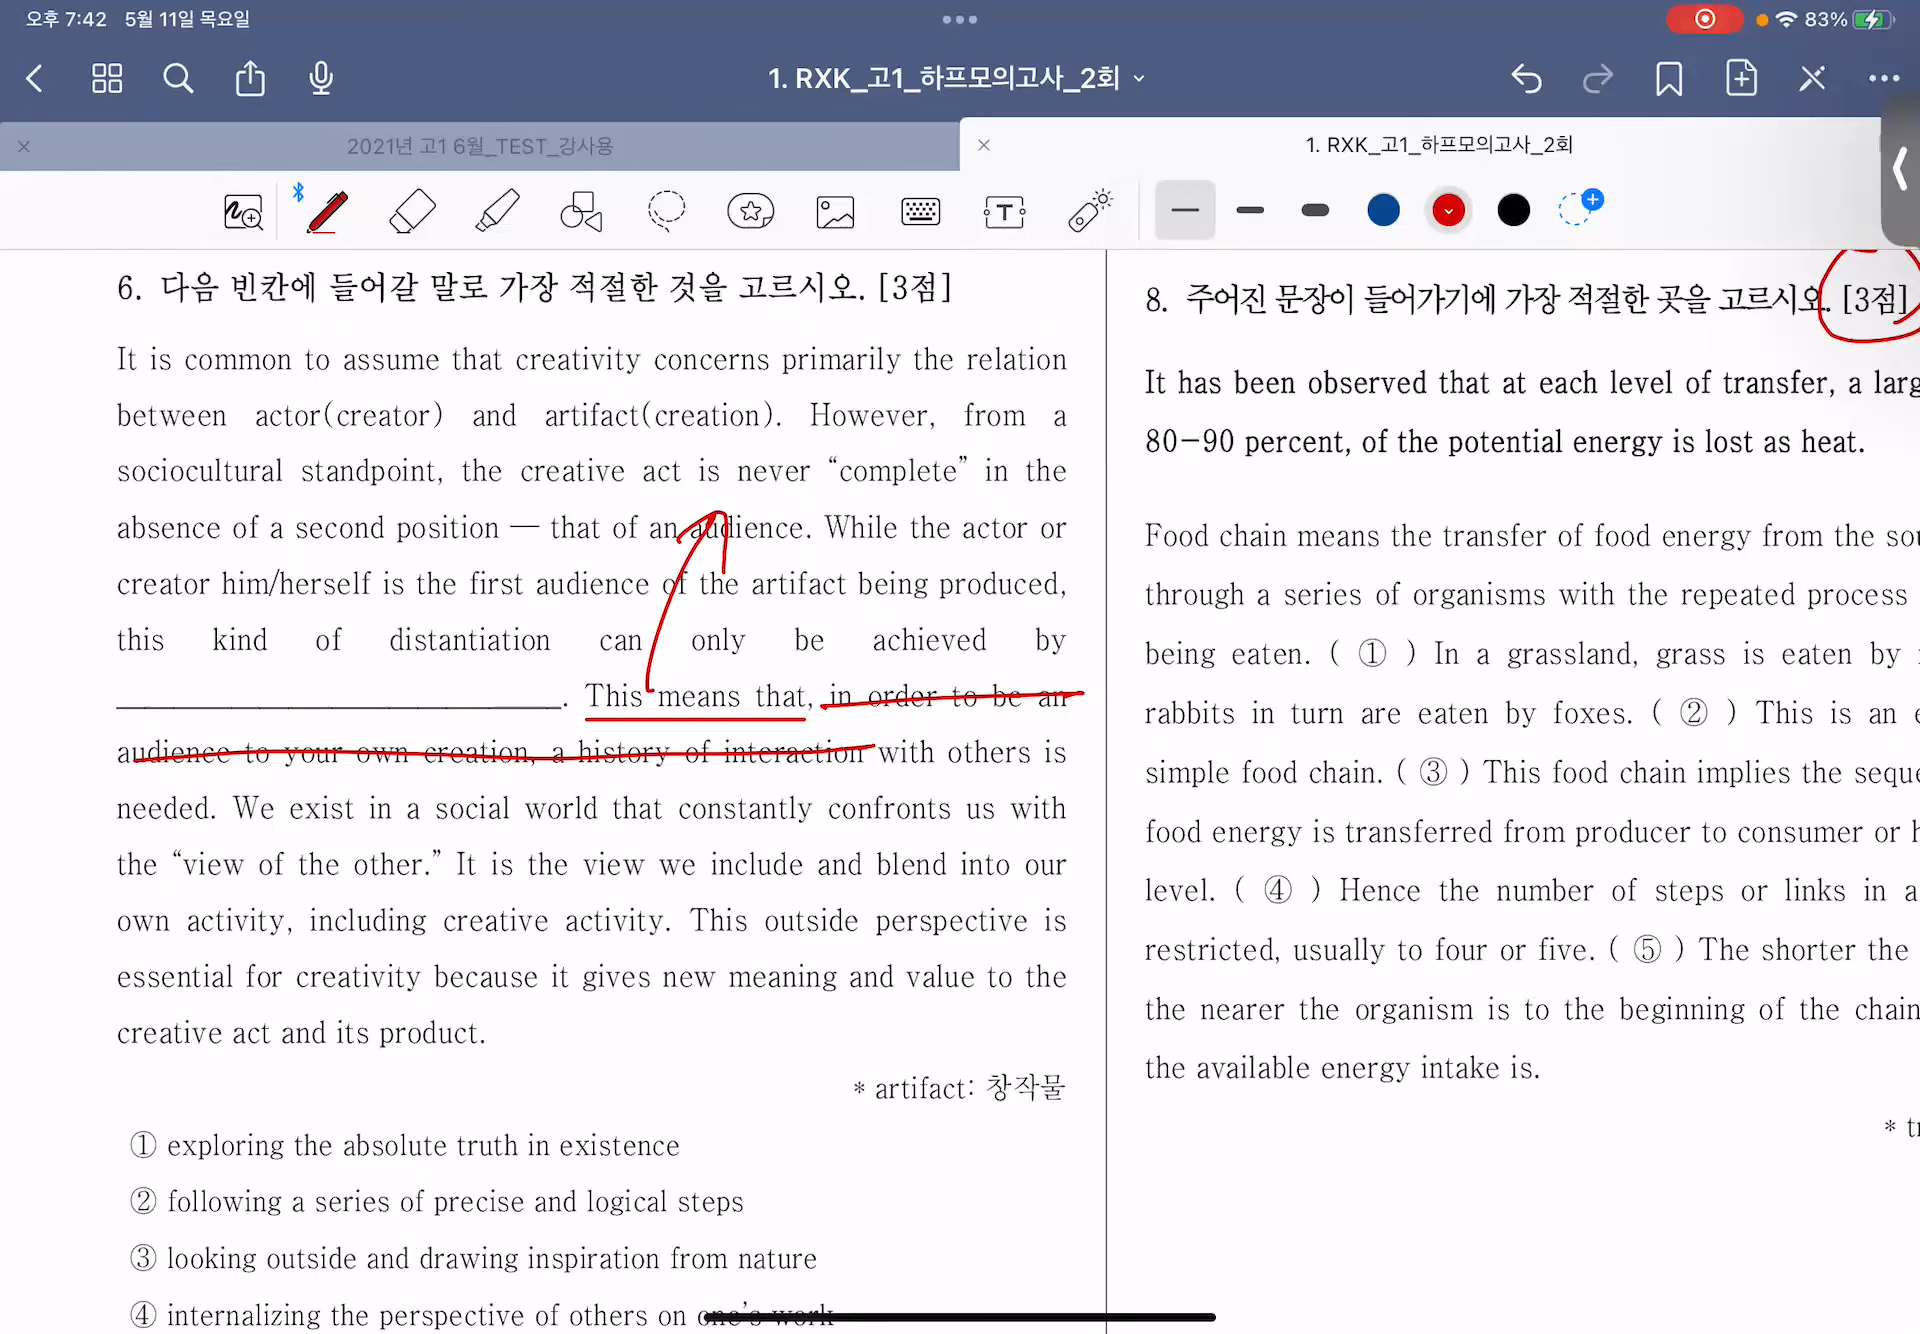 오후 7:42 5월 11일 목요일
83%
1. RXK_고1_하프모의고사_2회
2021년 고1 6월_TEST_강사용
1. RXK_고1_하프모의고사_2회
6. 다음 빈칸에 들어갈 말로 가장 적절한 것을 고르시오. [3점]
It is common to assume that creativity concerns primarily the relation
between actor(creator) and artifact(creation). However, from a
sociocultural standpoint, the creative act is never “complete” in the
absence of a second position — that of an audience. While the actor or
creator him/herself is the first audience of the artifact being produced,
this kind of distantiation can only be achieved by
. This means that, in order to be an
audience to your own creation, a history of interaction with others is
needed. We exist in a social world that constantly confronts us with
the “view of the other.” It is the view we include and blend into our
own activity, including creative activity. This outside perspective is
essential for creativity because it gives new meaning and value to the
creative act and its product.
* artifact: 창작물
① exploring the absolute truth in existence
② following a series of precise and logical steps
③ looking outside and drawing inspiration from nature
④ internalizing the perspective of others on one's work
8. 주어진 문장이 들어가기에 가장 적절한 곳을 고르시오. [3점]
It has been observed that at each level of transfer, a
80-90 percent, of the potential energy is lost as heat.
Food chain means the transfer of food energy from the
through a series of organisms with the repeated process
being eaten. ( ① ) In a grassland, grass is eaten by
rabbits in turn are eaten by foxes. ( ② ) This is an
simple food chain. ( ③ ) This food chain implies the
food energy is transferred from producer to consumer or
level. ( ④ ) Hence the number of steps or links in a
restricted, usually to four or five. ( ⑤ ) The shorter the
the nearer the organism is to the beginning of the chain
the available energy intake is.
*